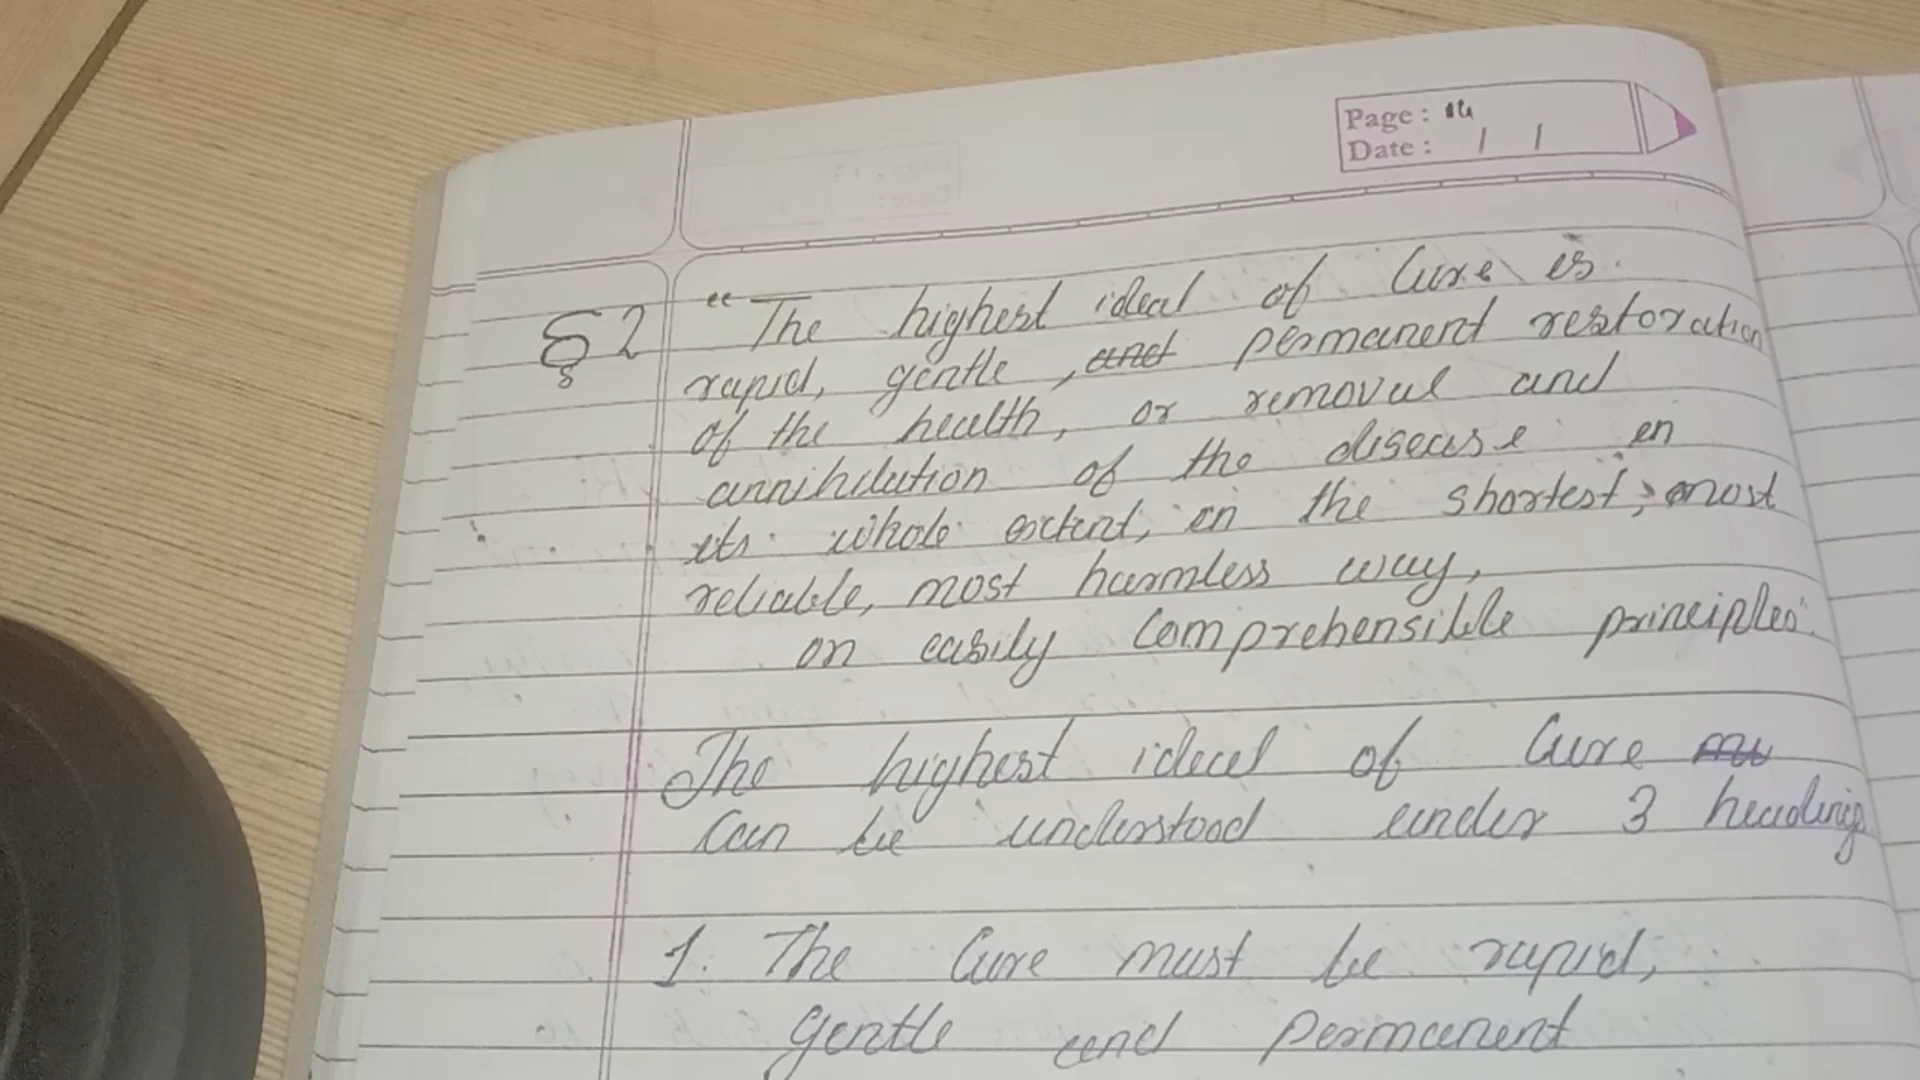 Page: 14
Date: / /
§ 2 "The highest ideal of Cure is
rapid, gentle, and permanent restoration
of the health, or removal and
annihilation of the disease in
its whole extent, in the shortest, most
reliable, most harmless way,
on easily Comprehensible principles".
The highest ideal of Cure
Can be understood under 3 heading
1. The Cure must be rapid,
gentle and Permanent